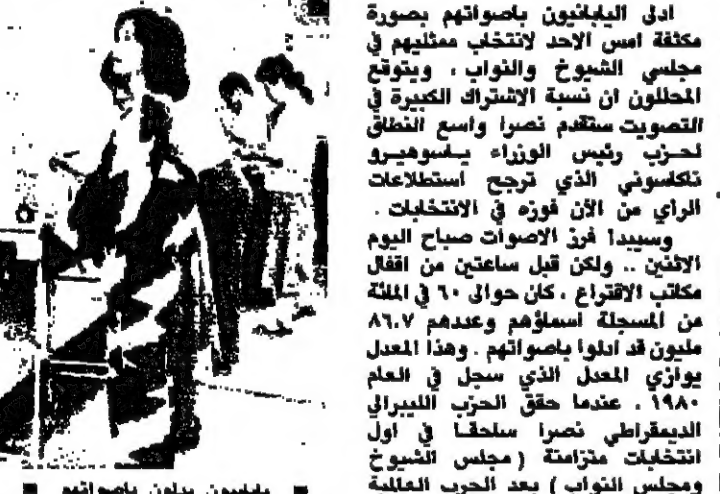 ادلى اليابانيون باصواتهم بصورة
مكثفة امس الاحد لانتخاب ممثليهم في
مجلسي الشيوخ والنواب ، ويتوقع
المحللون ان نسبة الاشتراك الكبيرة في
التصويت ستقدم نصرا واسع النطاق
لحزب رئيس الوزراء ياسوهيرو
ناكاسوني الذي ترجح استطلاعات
الراي من الآن فوزه في الانتخابات .
وسيبدا فرز الاصوات صباح اليوم
الاثنين .. ولكن قبل ساعتين من اقفال
مكاتب الاقتراع ، كان حوالى ٦٠ في المائة
من المسجلة اسماؤهم وعددهم ٨٦.٧
مليون قد ادلوا باصواتهم . وهذا المعدل
يوازي المعدل الذي سجل في العام
١٩٨٠ ، عندما حقق الحزب الليبرالي
الديمقراطي نصرا ساحقا في اول
انتخابات متزامنة ( مجلس الشيوخ
ومجلس النواب ) بعد الحرب العالمية
■ يابانيون يدلون باصواتهم ■